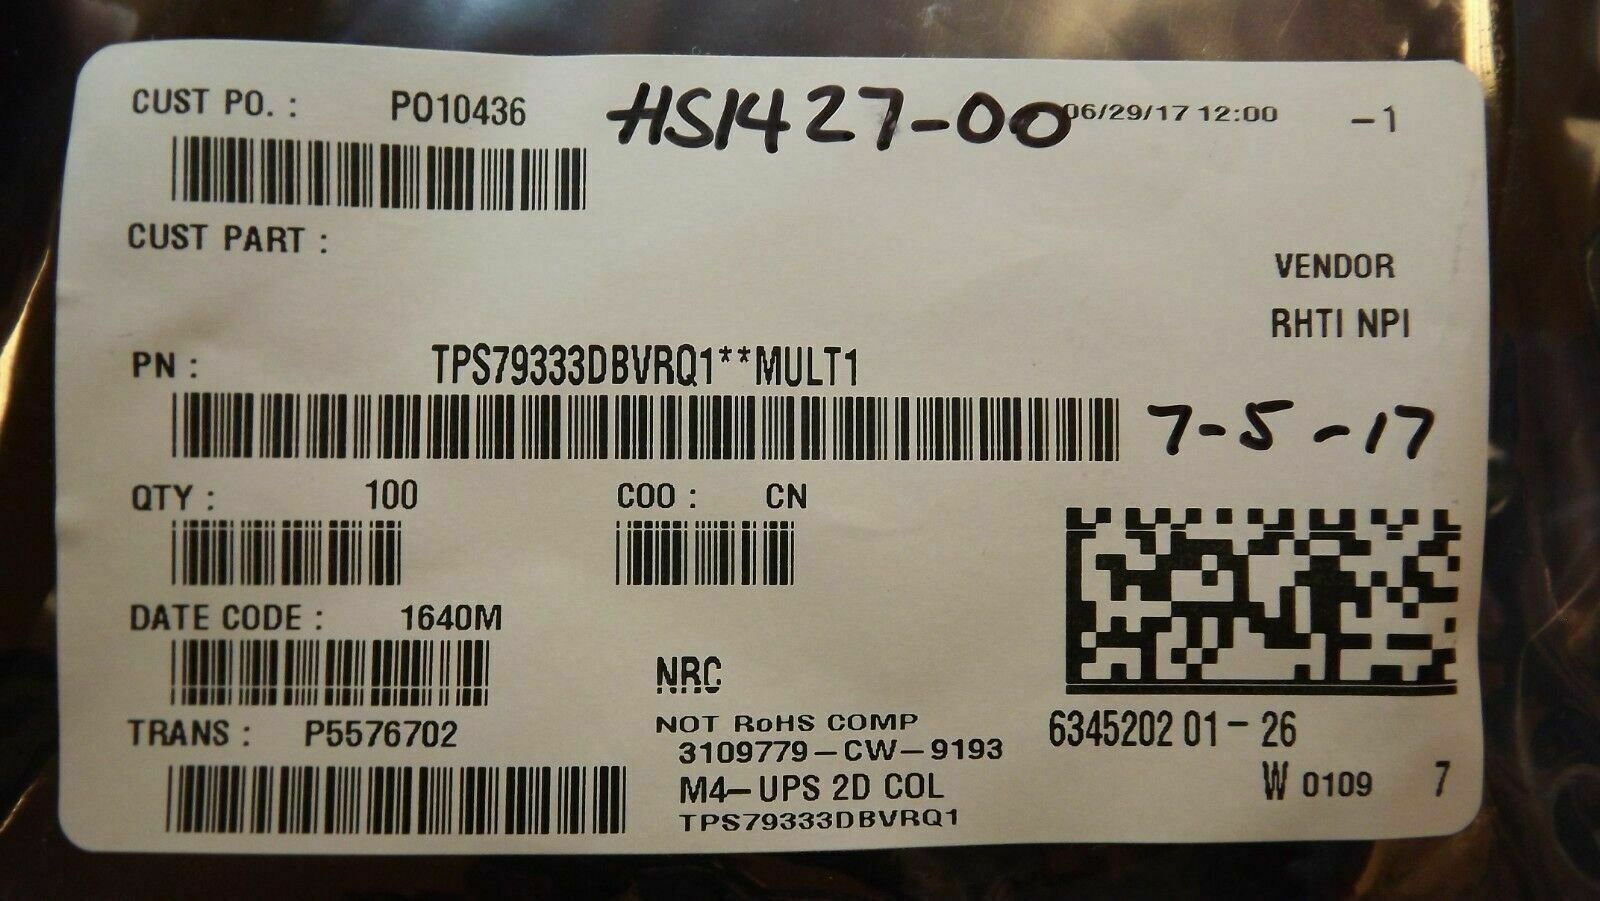 CUST PO. : PO10436 HS1427-00 06/29/17 12:00 -1
CUST PART :
VENDOR
RHTI NPI
PN : TPS79333DBVRQ1**MULT1
7-5-17
QTY : 100 COO : CN
DATE CODE : 1640M
NRC
TRANS : P5576702
NOT RoHS COMP
3109779-CW-9193
M4-UPS 2D COL
TPS79333DBVRQ1
6345202 01-26
W 0109 7